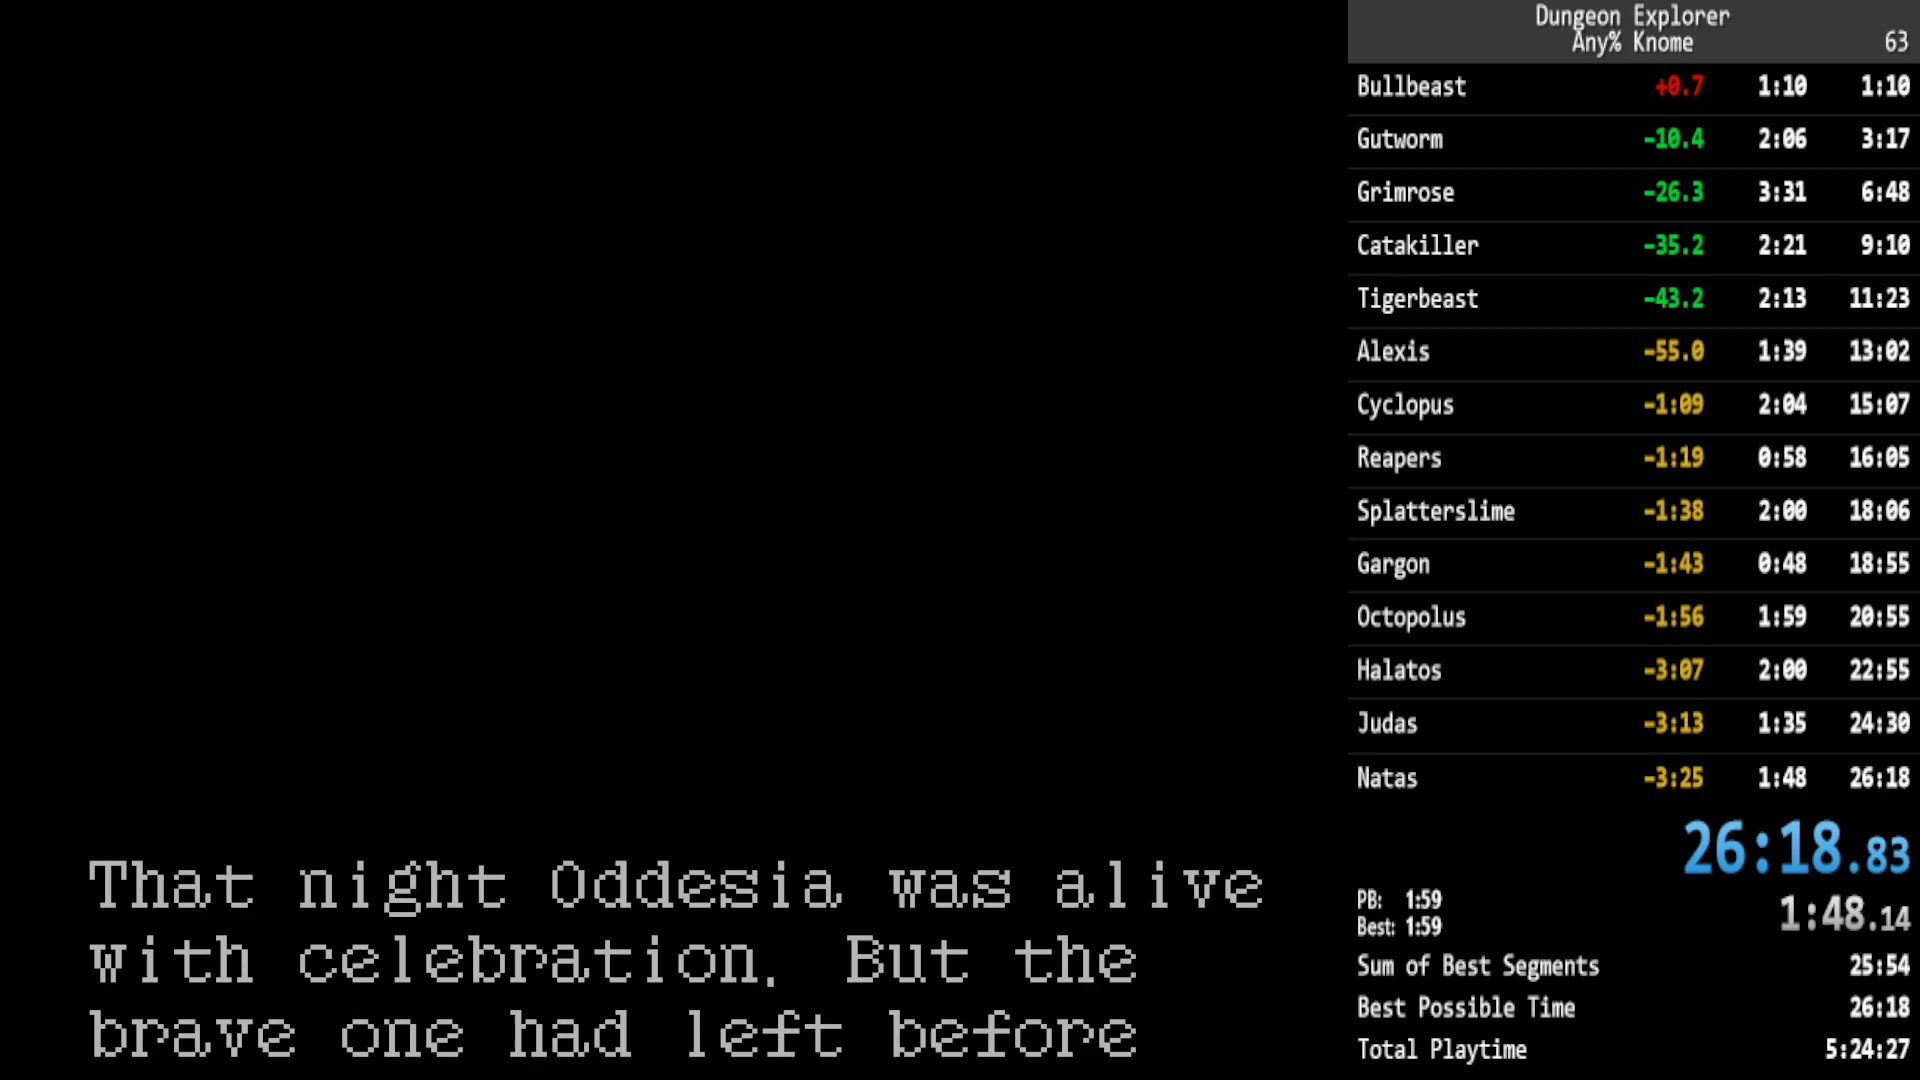 That night Oddesia was alive
with celebration. But the
brave one had left before
Dungeon Explorer
Any% Knome 63
Bullbeast +0.7 1:10 1:10
Gutworm -10.4 2:06 3:17
Grimrose -26.3 3:31 6:48
Catakiller -35.2 2:21 9:10
Tigerbeast -43.2 2:13 11:23
Alexis -55.0 1:39 13:02
Cyclopus -1:09 2:04 15:07
Reapers -1:19 0:58 16:05
Splatterslime -1:38 2:00 18:06
Gargon -1:43 0:48 18:55
Octopolus -1:56 1:59 20:55
Halatos -3:07 2:00 22:55
Judas -3:13 1:35 24:30
Natas -3:25 1:48 26:18
26:18.83
PB: 1:59
Best: 1:59
1:48.14
Sum of Best Segments 25:54
Best Possible Time 26:18
Total Playtime 5:24:27